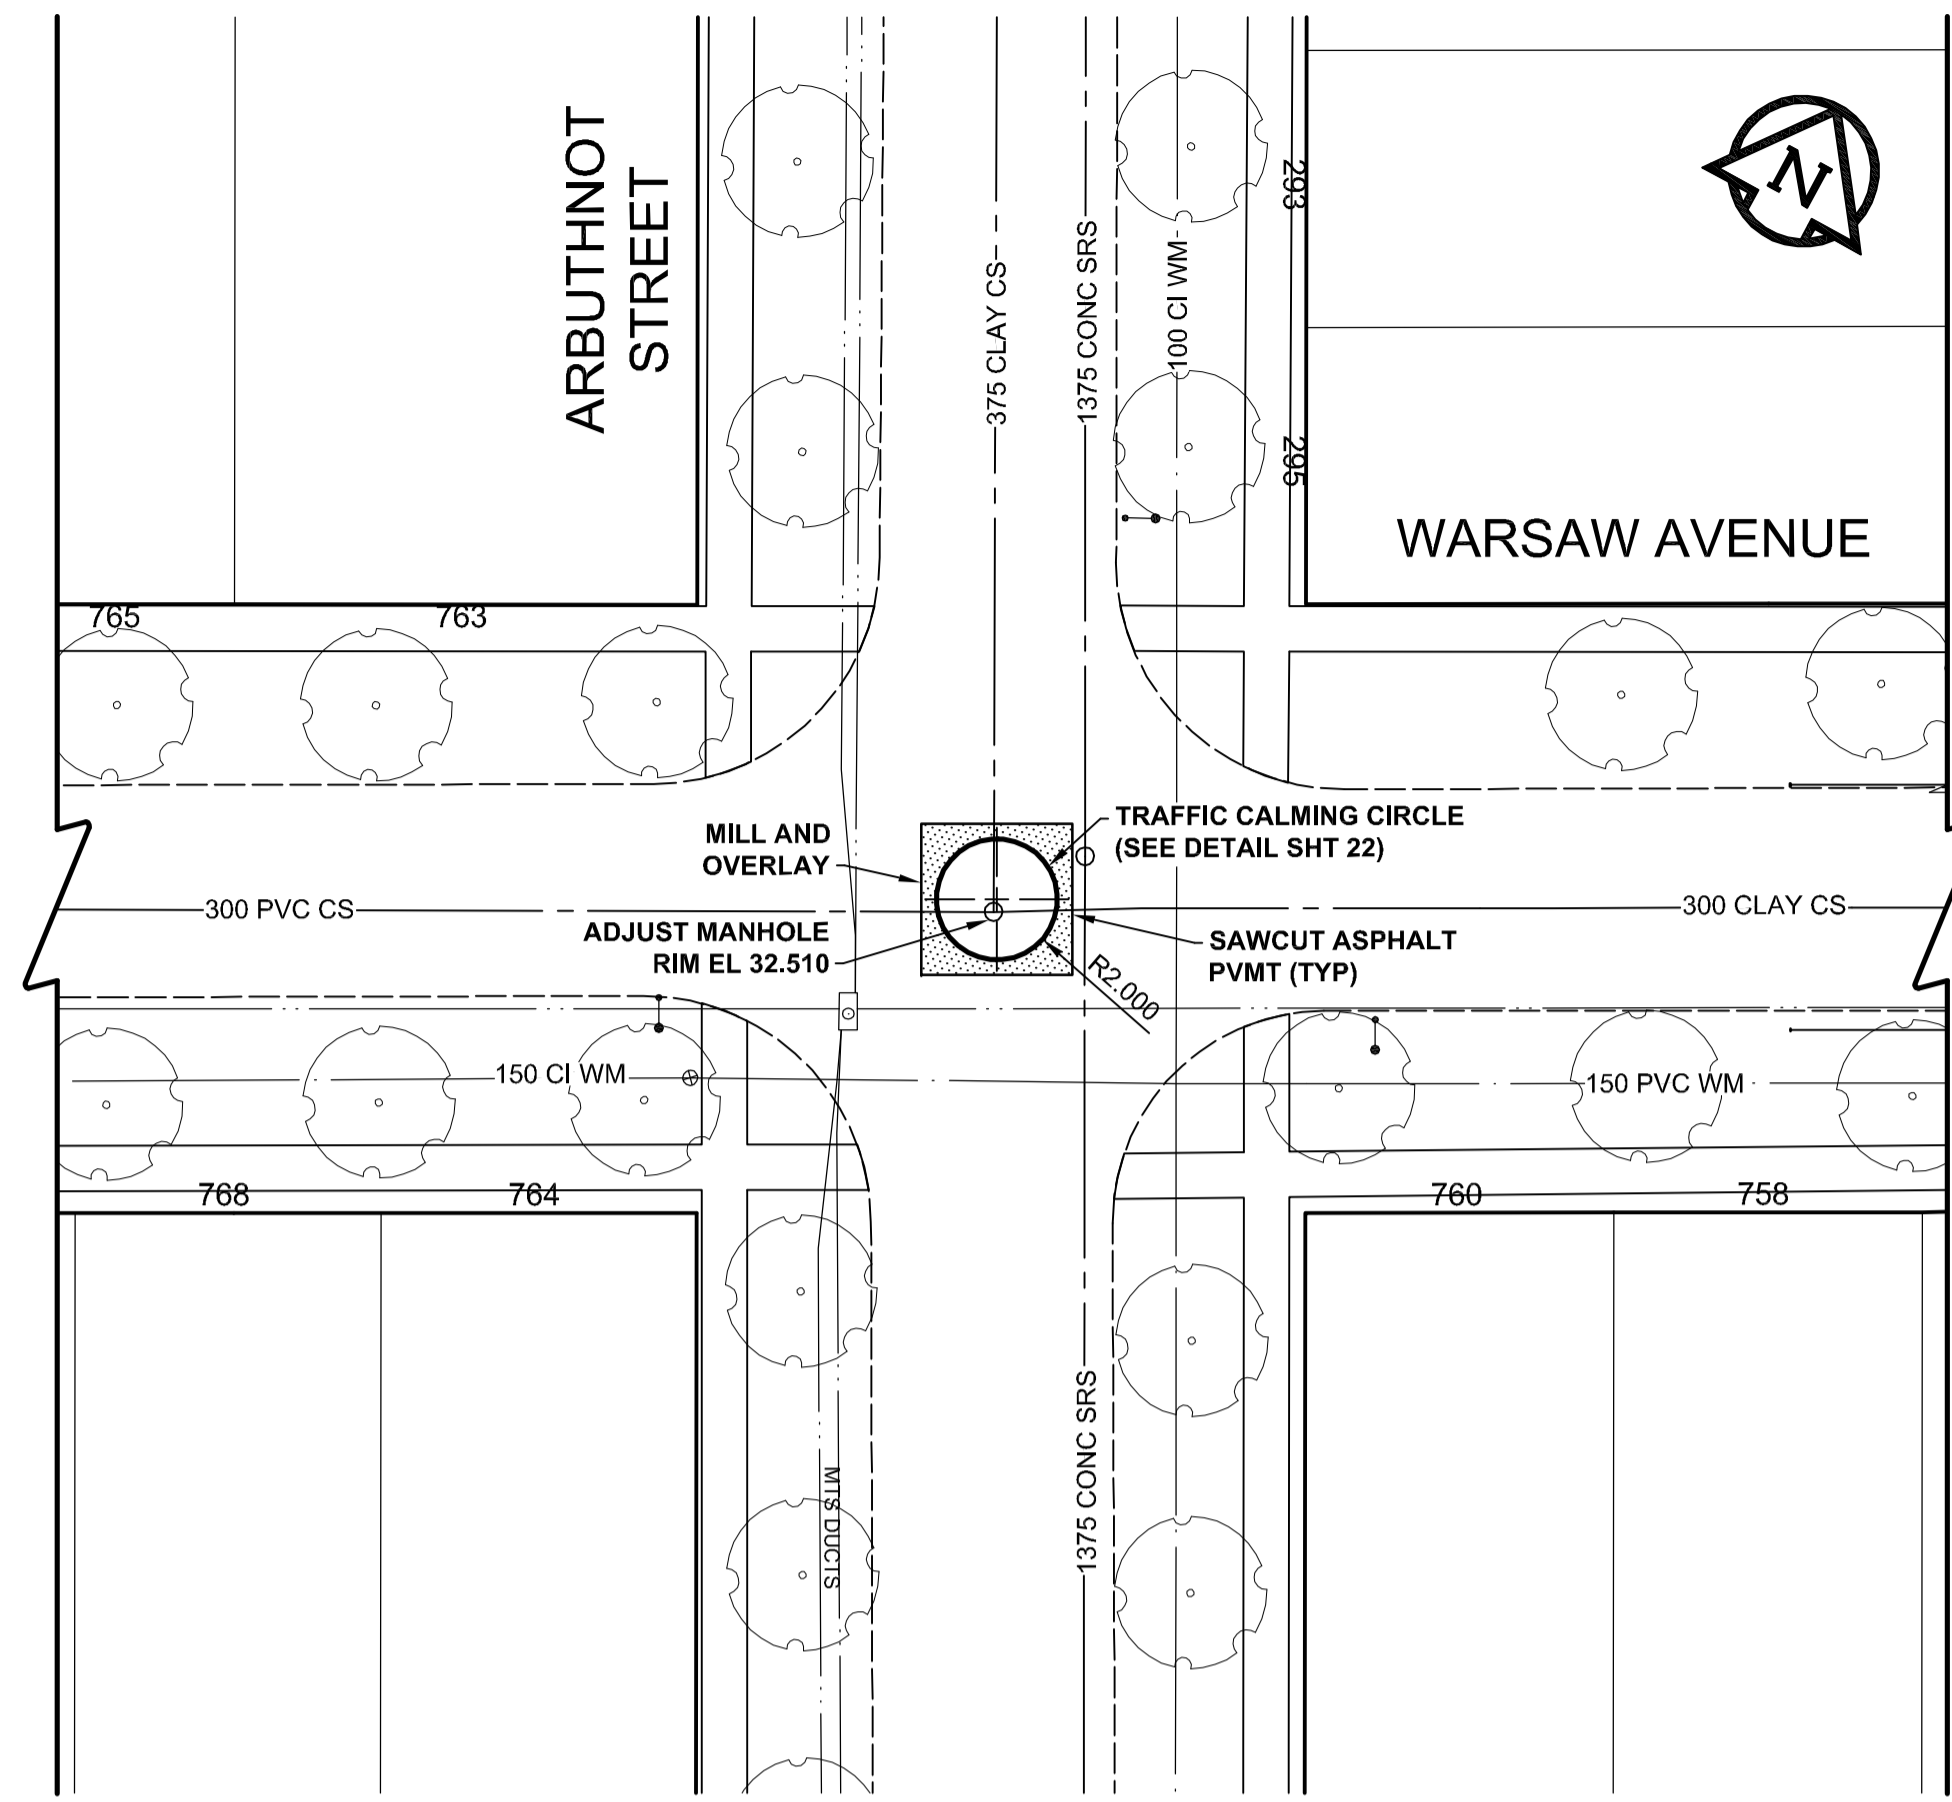 ARBUTHNOT
STREET
375 CLAY CS
1375 CONC SRS
100 CI WM
293
295
N
WARSAW AVENUE
765
763
MILL AND
OVERLAY
TRAFFIC CALMING CIRCLE
(SEE DETAIL SHT 22)
300 PVC CS
300 CLAY CS
ADJUST MANHOLE
RIM EL 32.510
SAWCUT ASPHALT
PVMT (TYP)
R2.000
150 CI WM
150 PVC WM
768
764
760
758
1375 CONC SRS
MTS DUCTS